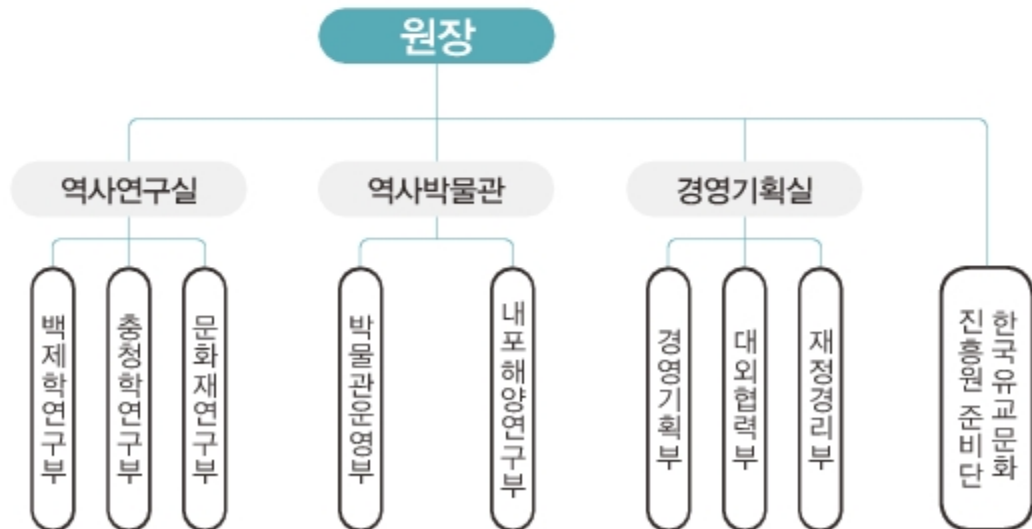 원장
역사연구실
역사박물관
경영기획실
백제학연구부
충청학연구부
문화재연구부
박물관운영부
내포해양연구부
경영기획부
대외협력부
재정경리부
한국유교문화
진흥원 준비단